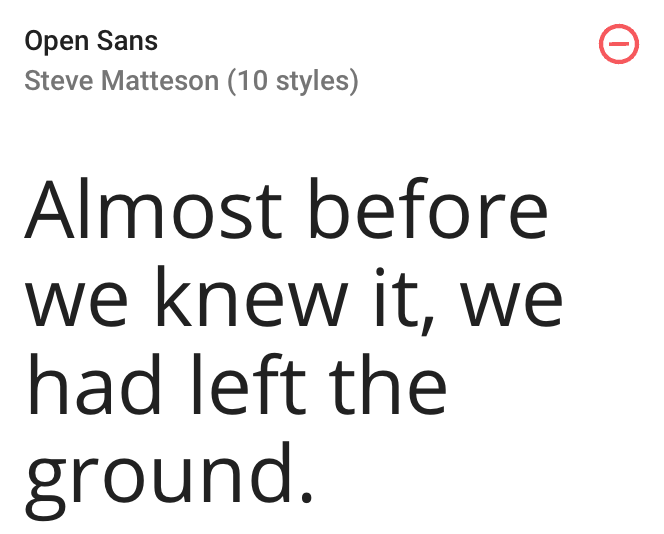 Open Sans
Steve Matteson (10 styles)
Almost before
we knew it, we
had left the
ground.